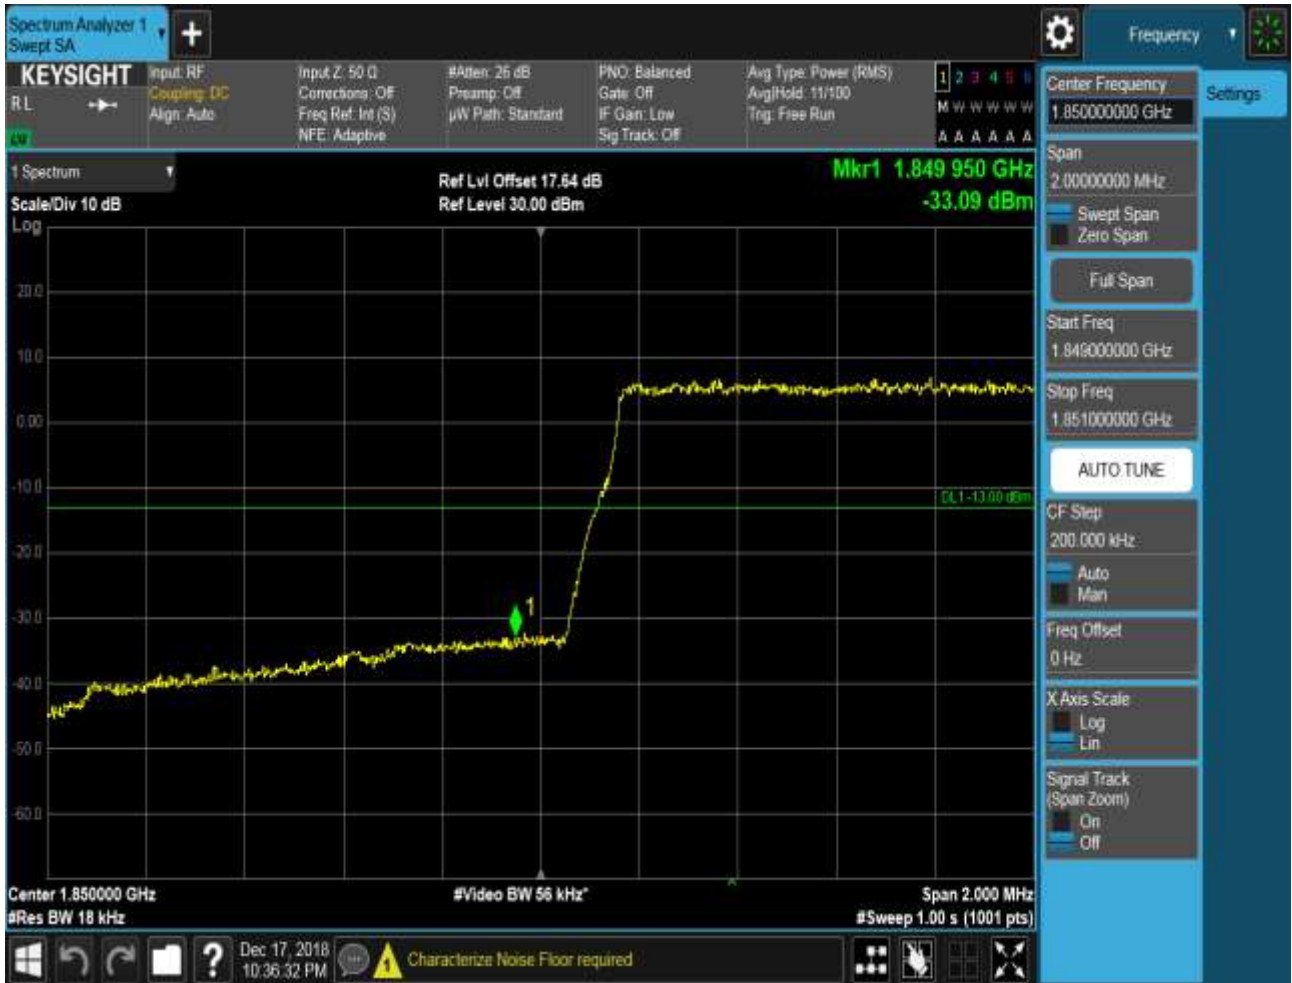 Spectrum Analyzer 1
Swept SA
Frequency
KEYSIGHT
RL
Input: RF
Coupling: DC
Align: Auto
Input Z: 50 Ω
Corrections: Off
Freq Ref: Int (S)
NFE: Adaptive
#Atten: 26 dB
Preamp: Off
µW Path: Standard
PNO: Balanced
Gate: Off
IF Gain: Low
Sig Track: Off
Avg Type: Power (RMS)
Avg|Hold: 11/100
Trig: Free Run
1 2 3 4 5 6
M W W W W W
A A A A A A
Center Frequency
1.850000000 GHz
Settings
Span
2.00000000 MHz
Swept Span
Zero Span
Full Span
Start Freq
1.849000000 GHz
Stop Freq
1.851000000 GHz
AUTO TUNE
CF Step
200.000 kHz
Auto
Man
Freq Offset
0 Hz
X Axis Scale
Log
Lin
Signal Track
(Span Zoom)
On
Off
1 Spectrum
Scale/Div 10 dB
Log
Ref Lvl Offset 17.64 dB
Ref Level 30.00 dBm
Mkr1 1.849 950 GHz
-33.09 dBm
20.0
10.0
0.00
-10.0
DL1 -13.00 dBm
-20.0
-30.0
1
-40.0
-50.0
-60.0
Center 1.850000 GHz
#Video BW 56 kHz*
Span 2.000 MHz
#Res BW 18 kHz
#Sweep 1.00 s (1001 pts)
?
Dec 17, 2018
10:36:32 PM
Characterize Noise Floor required